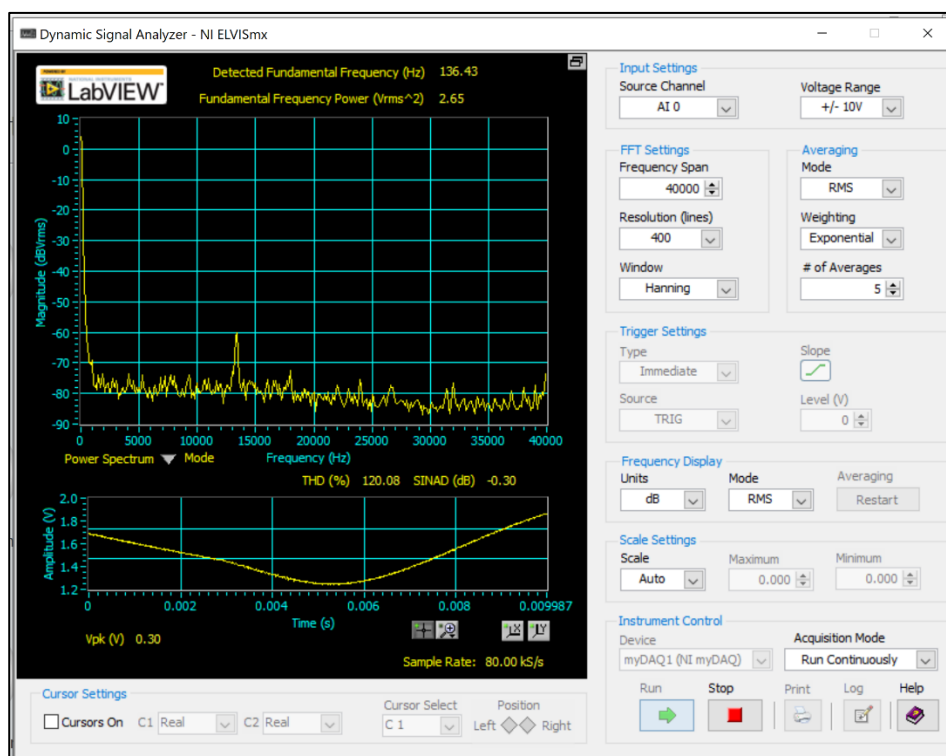 Dynamic Signal Analyzer - NI ELVISmx
POWERED BY
NATIONAL INSTRUMENTS
LabVIEW™
Detected Fundamental Frequency (Hz) 136.43
Fundamental Frequency Power (Vrms^2) 2.65
Magnitude (dBVrms)
10
0
-10
-20
-30
-40
-50
-60
-70
-80
-90
0 5000 10000 15000 20000 25000 30000 35000 40000
Power Spectrum Mode Frequency (Hz)
THD (%) 120.08 SINAD (dB) -0.30
Amplitude (V)
2.0
1.8
1.6
1.4
1.2
0 0.002 0.004 0.006 0.008 0.009987
Time (s)
Vpk (V) 0.30
Sample Rate: 80.00 kS/s
Cursor Settings
Cursors On C1 Real C2 Real
Cursor Select
C 1
Position
Left Right
Input Settings
Source Channel Voltage Range
AI 0 +/- 10V
FFT Settings
Frequency Span
40000
Resolution (lines)
400
Window
Hanning
Averaging
Mode
RMS
Weighting
Exponential
# of Averages
5
Trigger Settings
Type Slope
Immediate
Source Level (V)
TRIG 0
Frequency Display
Units Mode Averaging
dB RMS Restart
Scale Settings
Scale Maximum Minimum
Auto 0.000 0.000
Instrument Control
Device Acquisition Mode
myDAQ1 (NI myDAQ) Run Continuously
Run Stop Print Log Help